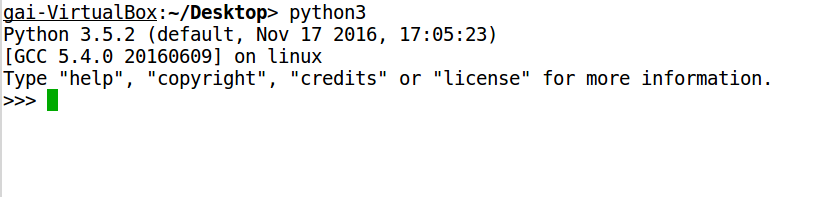 gai-VirtualBox:~/Desktop> python3
Python 3.5.2 (default, Nov 17 2016, 17:05:23)
[GCC 5.4.0 20160609] on linux
Type "help", "copyright", "credits" or "license" for more information.
>>>